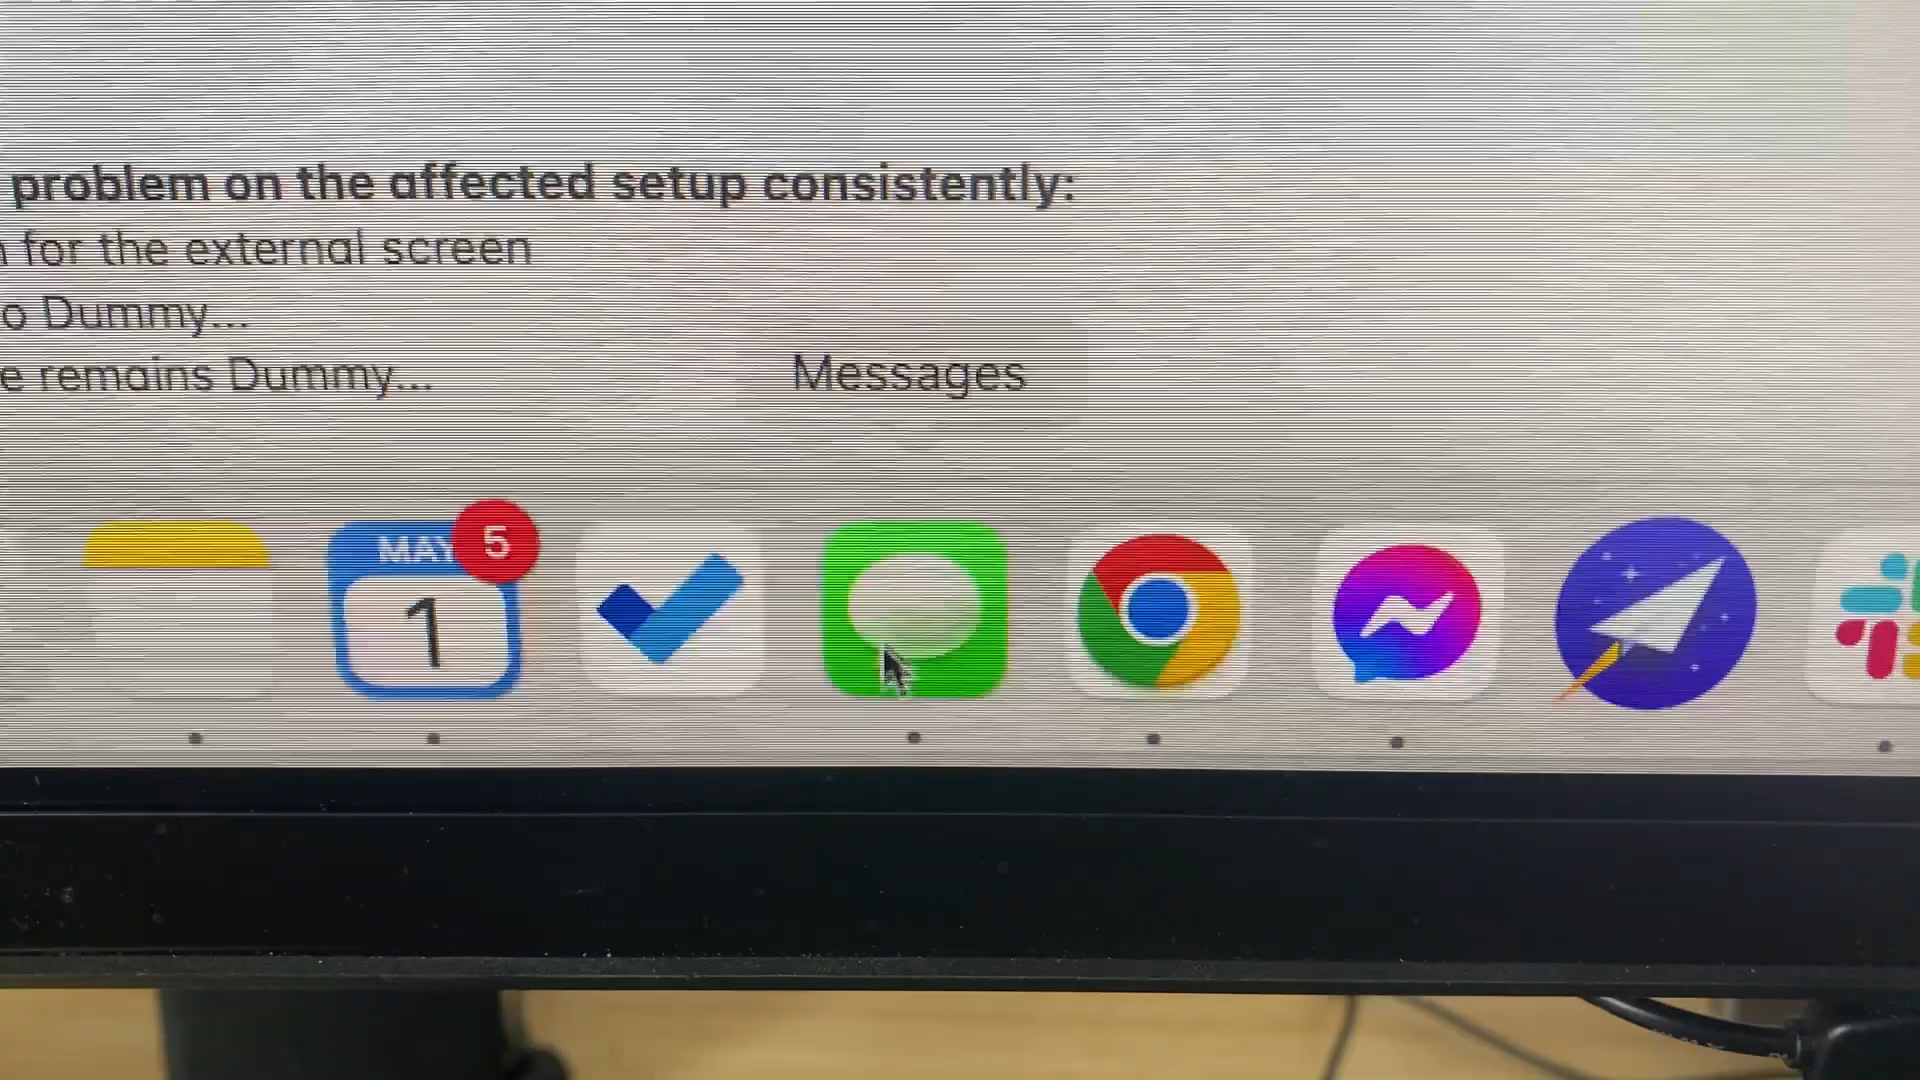 problem on the affected setup consistently:
for the external screen
o Dummy...
e remains Dummy...
Messages
MAY
5
1